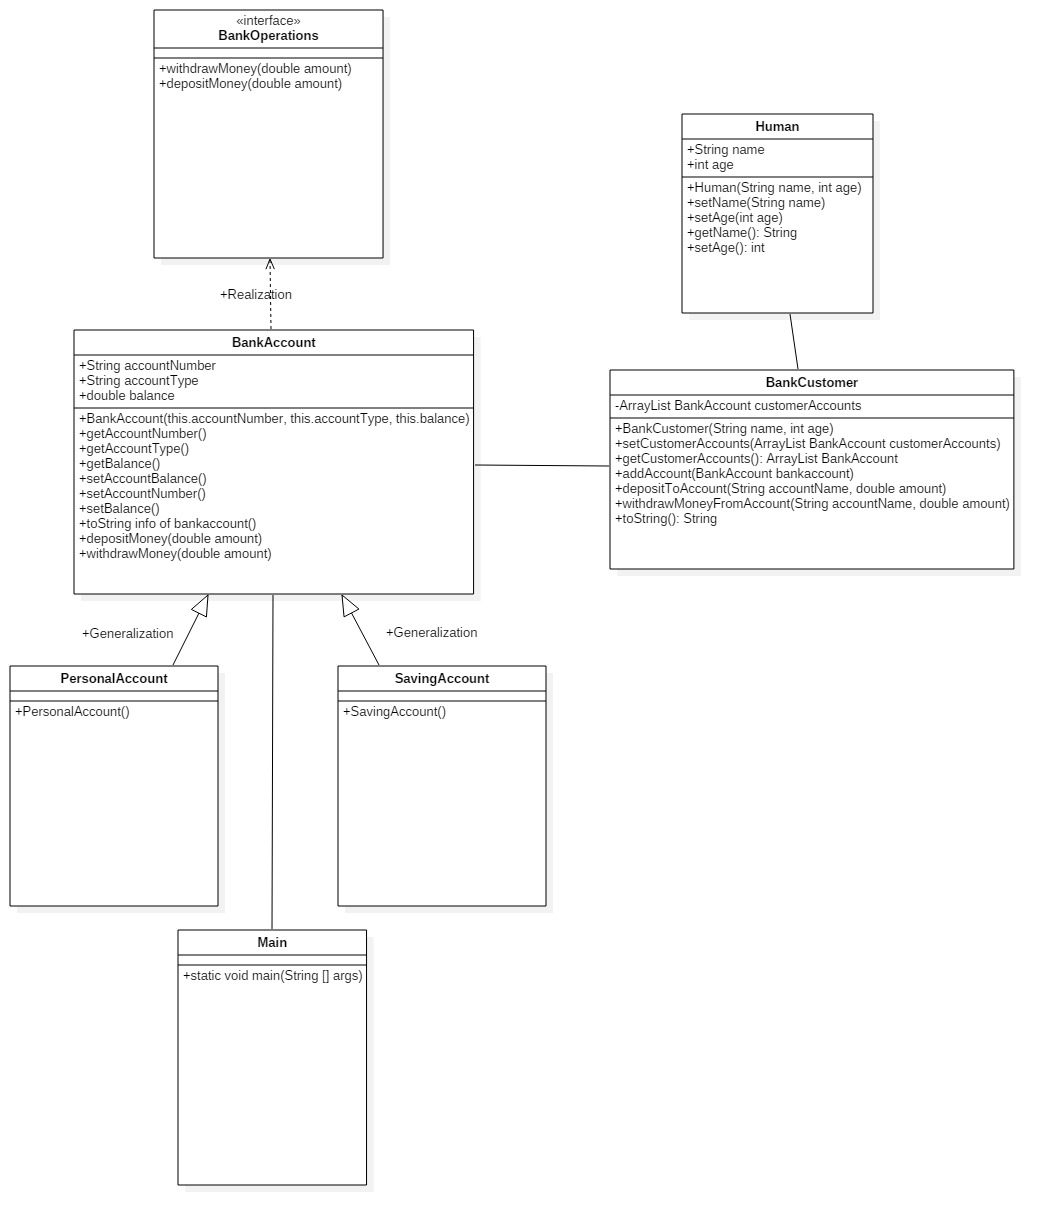 «interface»
BankOperations
+withdrawMoney(double amount)
+depositMoney(double amount)
Human
+String name
+int age
+Human(String name, int age)
+setName(String name)
+setAge(int age)
+getName(): String
+setAge(): int
+Realization
BankAccount
+String accountNumber
+String accountType
+double balance
+BankAccount(this.accountNumber, this.accountType, this.balance)
+getAccountNumber()
+getAccountType()
+getBalance()
+setAccountBalance()
+setAccountNumber()
+setBalance()
+toString info of bankaccount()
+depositMoney(double amount)
+withdrawMoney(double amount)
BankCustomer
-ArrayList BankAccount customerAccounts
+BankCustomer(String name, int age)
+setCustomerAccounts(ArrayList BankAccount customerAccounts)
+getCustomerAccounts(): ArrayList BankAccount
+addAccount(BankAccount bankaccount)
+depositToAccount(String accountName, double amount)
+withdrawMoneyFromAccount(String accountName, double amount)
+toString(): String
+Generalization
+Generalization
PersonalAccount
+PersonalAccount()
SavingAccount
+SavingAccount()
Main
+static void main(String [] args)